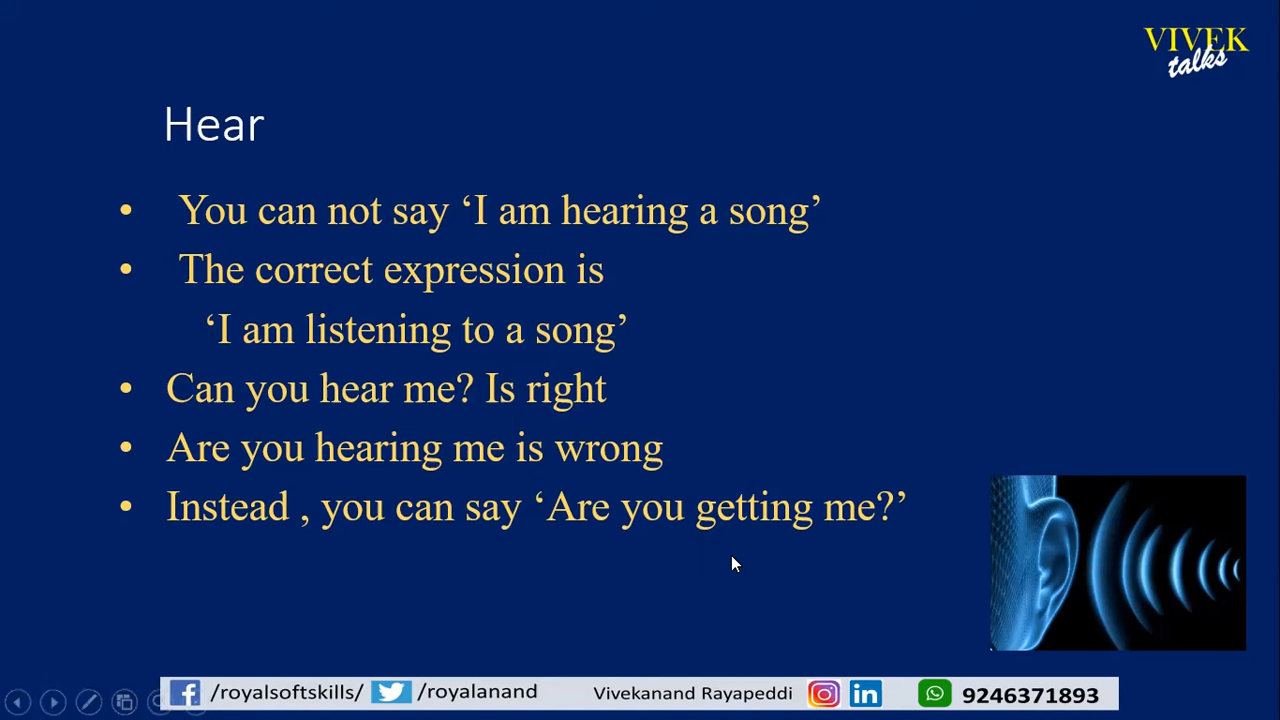 VIVEK
talks
Hear
• You can not say ‘I am hearing a song’
• The correct expression is
‘I am listening to a song’
• Can you hear me? Is right
• Are you hearing me is wrong
• Instead , you can say ‘Are you getting me?’
/royalsoftskills/ /royalanand Vivekanand Rayapeddi 9246371893